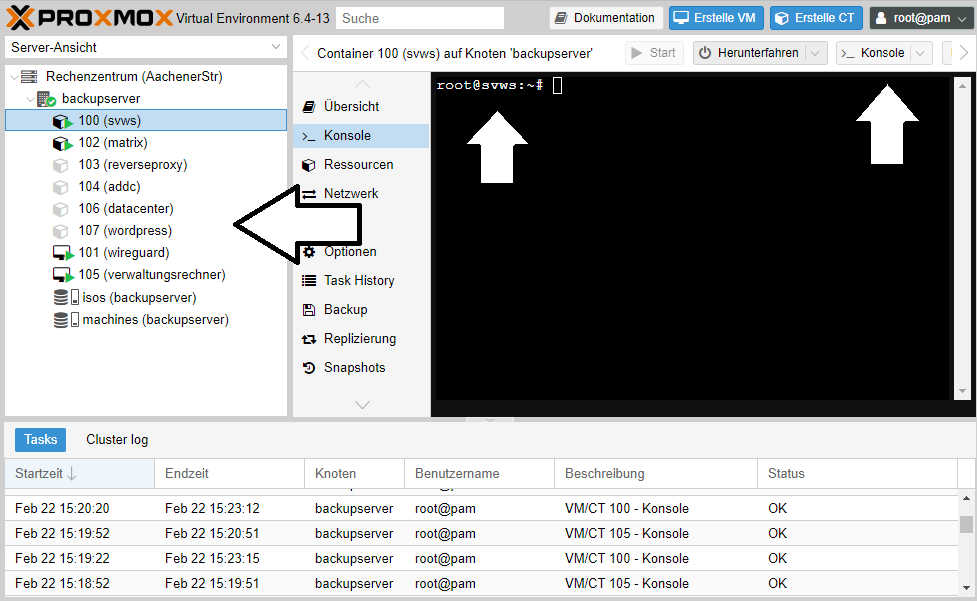 PROXMOX Virtual Environment 6.4-13 Suche Dokumentation Erstelle VM Erstelle CT root@pam
Server-Ansicht
Rechenzentrum (AachenerStr)
backupserver
100 (svws)
102 (matrix)
103 (reverseproxy)
104 (addc)
106 (datacenter)
107 (wordpress)
101 (wireguard)
105 (verwaltungsrechner)
isos (backupserver)
machines (backupserver)
Container 100 (svws) auf Knoten 'backupserver' Start Herunterfahren >_ Konsole
Übersicht
>_ Konsole
Ressourcen
Netzwerk
Optionen
Task History
Backup
Replizierung
Snapshots
root@svws:~#
Tasks Cluster log
Startzeit Endzeit Knoten Benutzername Beschreibung Status
Feb 22 15:20:20 Feb 22 15:23:12 backupserver root@pam VM/CT 100 - Konsole OK
Feb 22 15:19:52 Feb 22 15:20:51 backupserver root@pam VM/CT 105 - Konsole OK
Feb 22 15:19:22 Feb 22 15:23:15 backupserver root@pam VM/CT 100 - Konsole OK
Feb 22 15:18:52 Feb 22 15:19:51 backupserver root@pam VM/CT 105 - Konsole OK